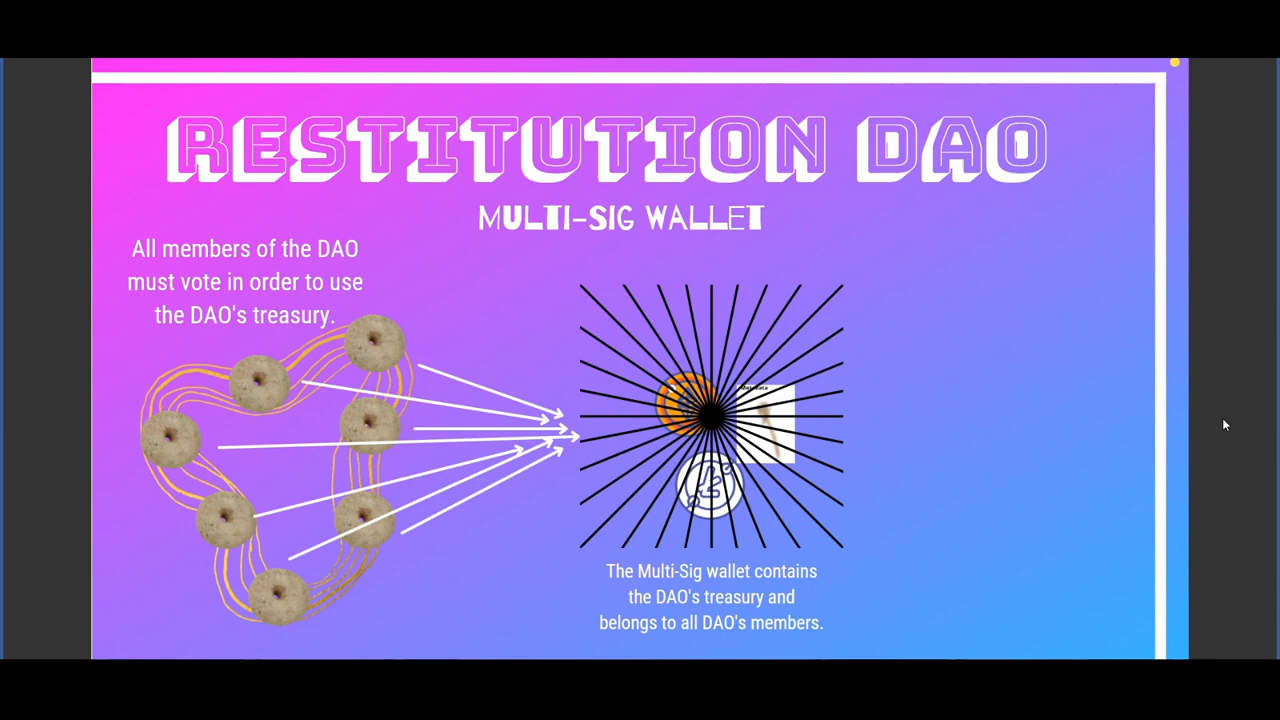 RESTITUTION DAO
MULTI-SIG WALLET
All members of the DAO
must vote in order to use
the DAO's treasury.
The Multi-Sig wallet contains
the DAO's treasury and
belongs to all DAO's members.